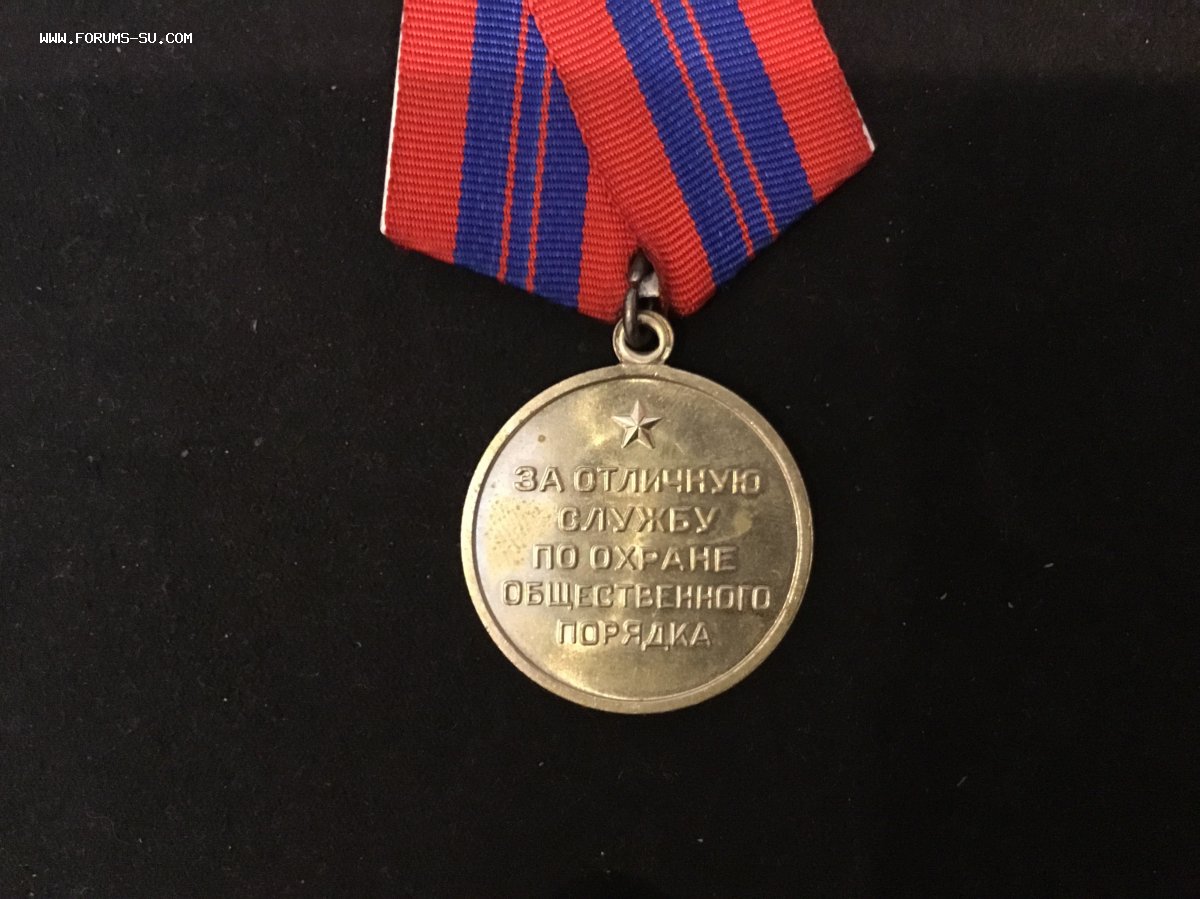 WWW.FORUMS-SU.COM
ЗА ОТЛИЧНУЮ
СЛУЖБУ
ПО ОХРАНЕ
ОБЩЕСТВЕННОГО
ПОРЯДКА